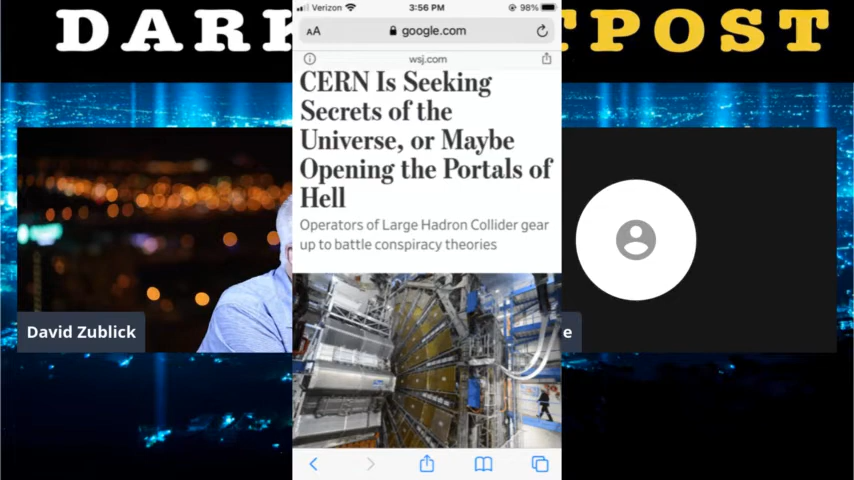 DARK
TPOST
Verizon 3:56 PM 98%
AA google.com
wsj.com
CERN Is Seeking
Secrets of the
Universe, or Maybe
Opening the Portals of
Hell
Operators of Large Hadron Collider gear
up to battle conspiracy theories
David Zublick
e